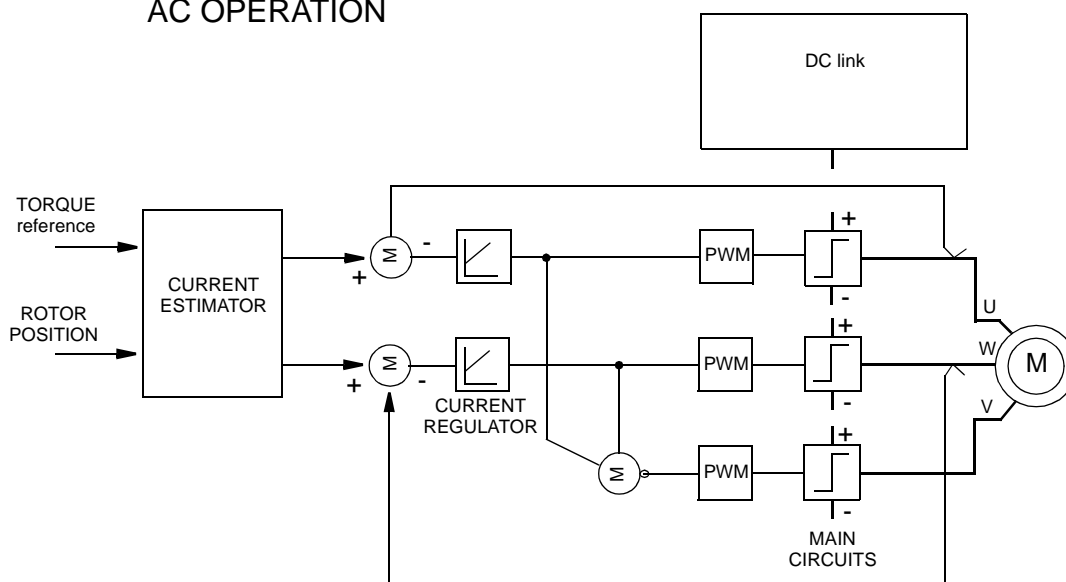 AC OPERATION
DC link
TORQUE
reference
ROTOR
POSITION
CURRENT
ESTIMATOR
M
-
+
PWM
+
-
U
M
+
-
CURRENT
REGULATOR
PWM
+
-
W
M
V
M
PWM
+
-
MAIN
CIRCUITS